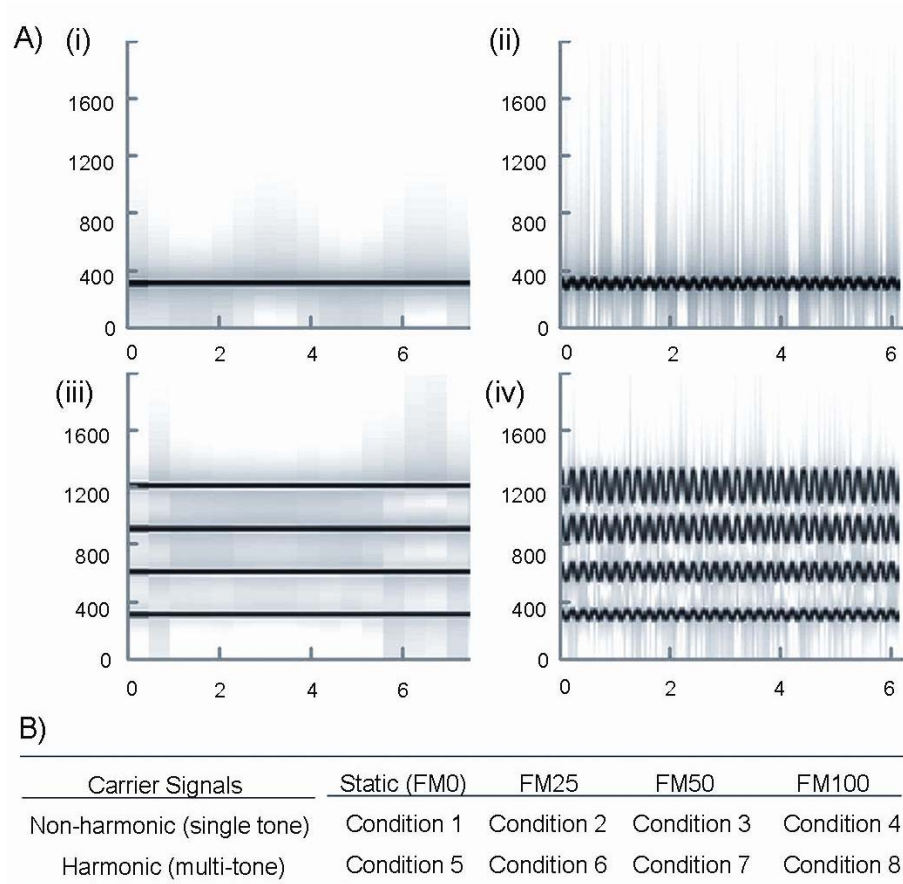 A) (i) (ii)
1600 1600
1200 1200
800 800
400 400
0 0
0 2 4 6 0 2 4 6
(iii) (iv)
1600 1600
1200 1200
800 800
400 400
0 0
0 2 4 6 0 2 4 6
B)
Carrier Signals Static (FM0) FM25 FM50 FM100
Non-harmonic (single tone) Condition 1 Condition 2 Condition 3 Condition 4
Harmonic (multi-tone) Condition 5 Condition 6 Condition 7 Condition 8